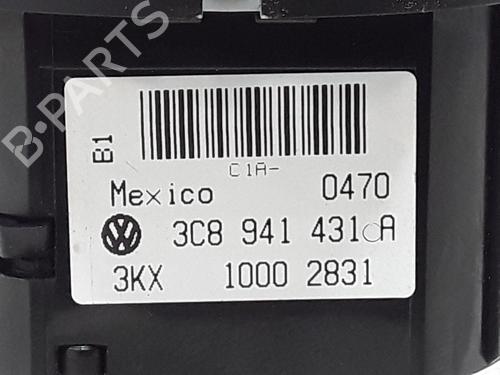 B-PARTS
B1
C1A-
Mexico 0470
3C8 941 431 A
3KX 1000 2831